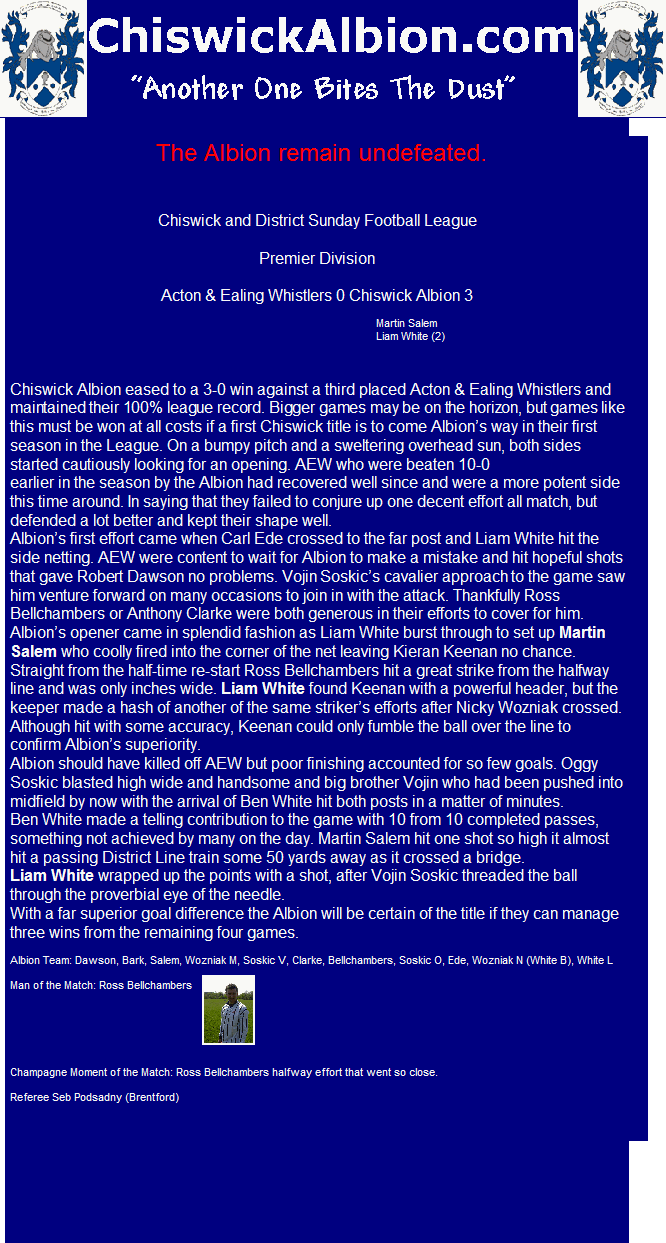 ChiswickAlbion.com
“Another One Bites The Dust”
The Albion remain undefeated.
Chiswick and District Sunday Football League
Premier Division
Acton & Ealing Whistlers 0 Chiswick Albion 3
Martin Salem
Liam White (2)
Chiswick Albion eased to a 3-0 win against a third placed Acton & Ealing Whistlers and
maintained their 100% league record. Bigger games may be on the horizon, but games like
this must be won at all costs if a first Chiswick title is to come Albion’s way in their first
season in the League. On a bumpy pitch and a sweltering overhead sun, both sides
started cautiously looking for an opening. AEW who were beaten 10-0
earlier in the season by the Albion had recovered well since and were a more potent side
this time around. In saying that they failed to conjure up one decent effort all match, but
defended a lot better and kept their shape well.
Albion’s first effort came when Carl Ede crossed to the far post and Liam White hit the
side netting. AEW were content to wait for Albion to make a mistake and hit hopeful shots
that gave Robert Dawson no problems. Vojin Soskic’s cavalier approach to the game saw
him venture forward on many occasions to join in with the attack. Thankfully Ross
Bellchambers or Anthony Clarke were both generous in their efforts to cover for him.
Albion’s opener came in splendid fashion as Liam White burst through to set up Martin
Salem who coolly fired into the corner of the net leaving Kieran Keenan no chance.
Straight from the half-time re-start Ross Bellchambers hit a great strike from the halfway
line and was only inches wide. Liam White found Keenan with a powerful header, but the
keeper made a hash of another of the same striker’s efforts after Nicky Wozniak crossed.
Although hit with some accuracy, Keenan could only fumble the ball over the line to
confirm Albion’s superiority.
Albion should have killed off AEW but poor finishing accounted for so few goals. Oggy
Soskic blasted high wide and handsome and big brother Vojin who had been pushed into
midfield by now with the arrival of Ben White hit both posts in a matter of minutes.
Ben White made a telling contribution to the game with 10 from 10 completed passes,
something not achieved by many on the day. Martin Salem hit one shot so high it almost
hit a passing District Line train some 50 yards away as it crossed a bridge.
Liam White wrapped up the points with a shot, after Vojin Soskic threaded the ball
through the proverbial eye of the needle.
With a far superior goal difference the Albion will be certain of the title if they can manage
three wins from the remaining four games.
Albion Team: Dawson, Bark, Salem, Wozniak M, Soskic V, Clarke, Bellchambers, Soskic O, Ede, Wozniak N (White B), White L
Man of the Match: Ross Bellchambers
Champagne Moment of the Match: Ross Bellchambers halfway effort that went so close.
Referee Seb Podsadny (Brentford)